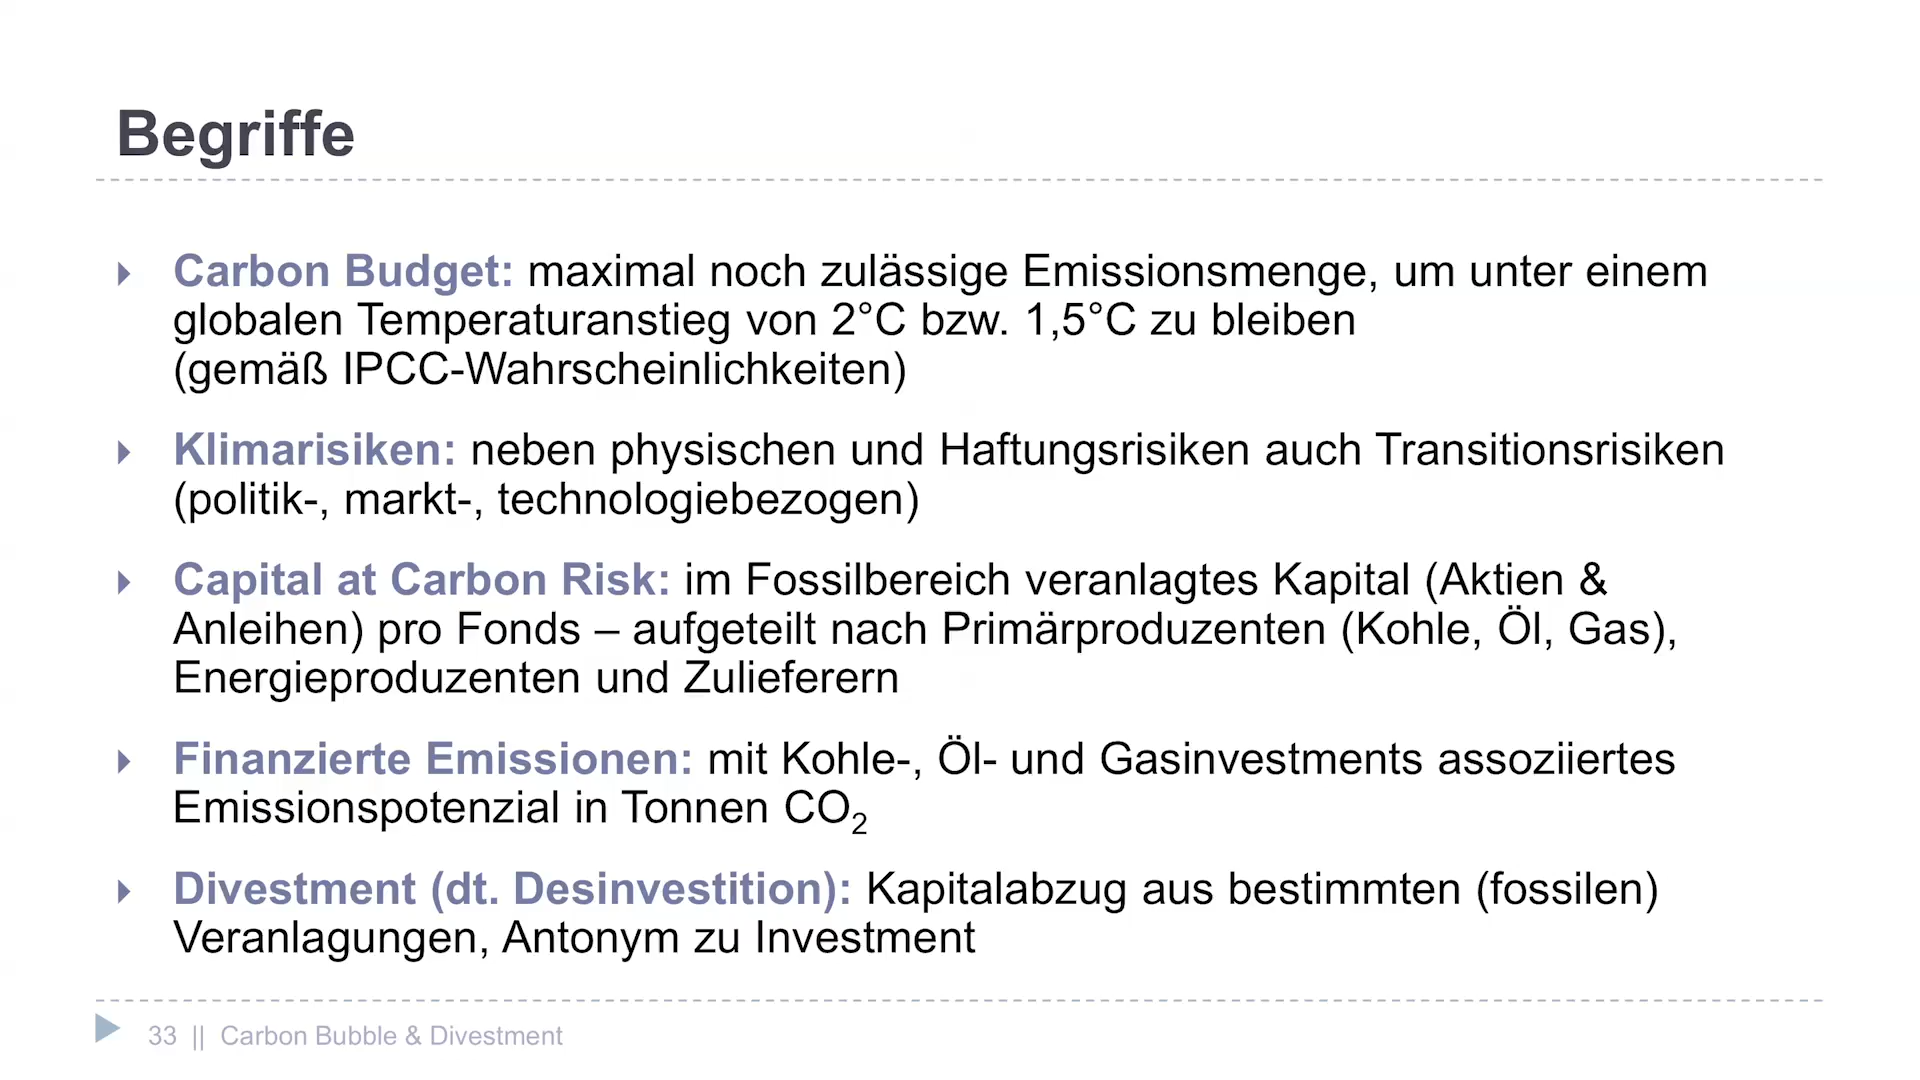 Begriffe
Carbon Budget: maximal noch zulässige Emissionsmenge, um unter einem
globalen Temperaturanstieg von 2°C bzw. 1,5°C zu bleiben
(gemäß IPCC-Wahrscheinlichkeiten)
Klimarisiken: neben physischen und Haftungsrisiken auch Transitionsrisiken
(politik-, markt-, technologiebezogen)
Capital at Carbon Risk: im Fossilbereich veranlagtes Kapital (Aktien &
Anleihen) pro Fonds – aufgeteilt nach Primärproduzenten (Kohle, Öl, Gas),
Energieproduzenten und Zulieferern
Finanzierte Emissionen: mit Kohle-, Öl- und Gasinvestments assoziiertes
Emissionspotenzial in Tonnen CO₂
Divestment (dt. Desinvestition): Kapitalabzug aus bestimmten (fossilen)
Veranlagungen, Antonym zu Investment
33 || Carbon Bubble & Divestment